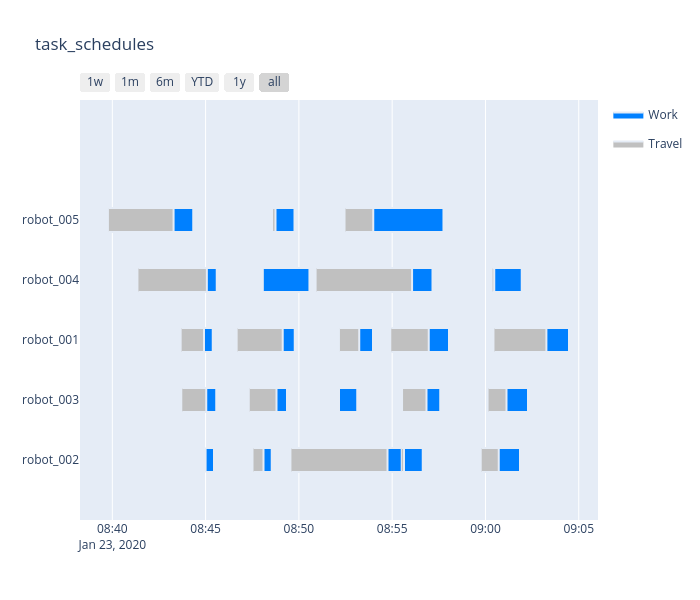 task_schedules
1w 1m 6m YTD 1y all
Work
Travel
robot_005
robot_004
robot_001
robot_003
robot_002
08:40 08:45 08:50 08:55 09:00 09:05
Jan 23, 2020